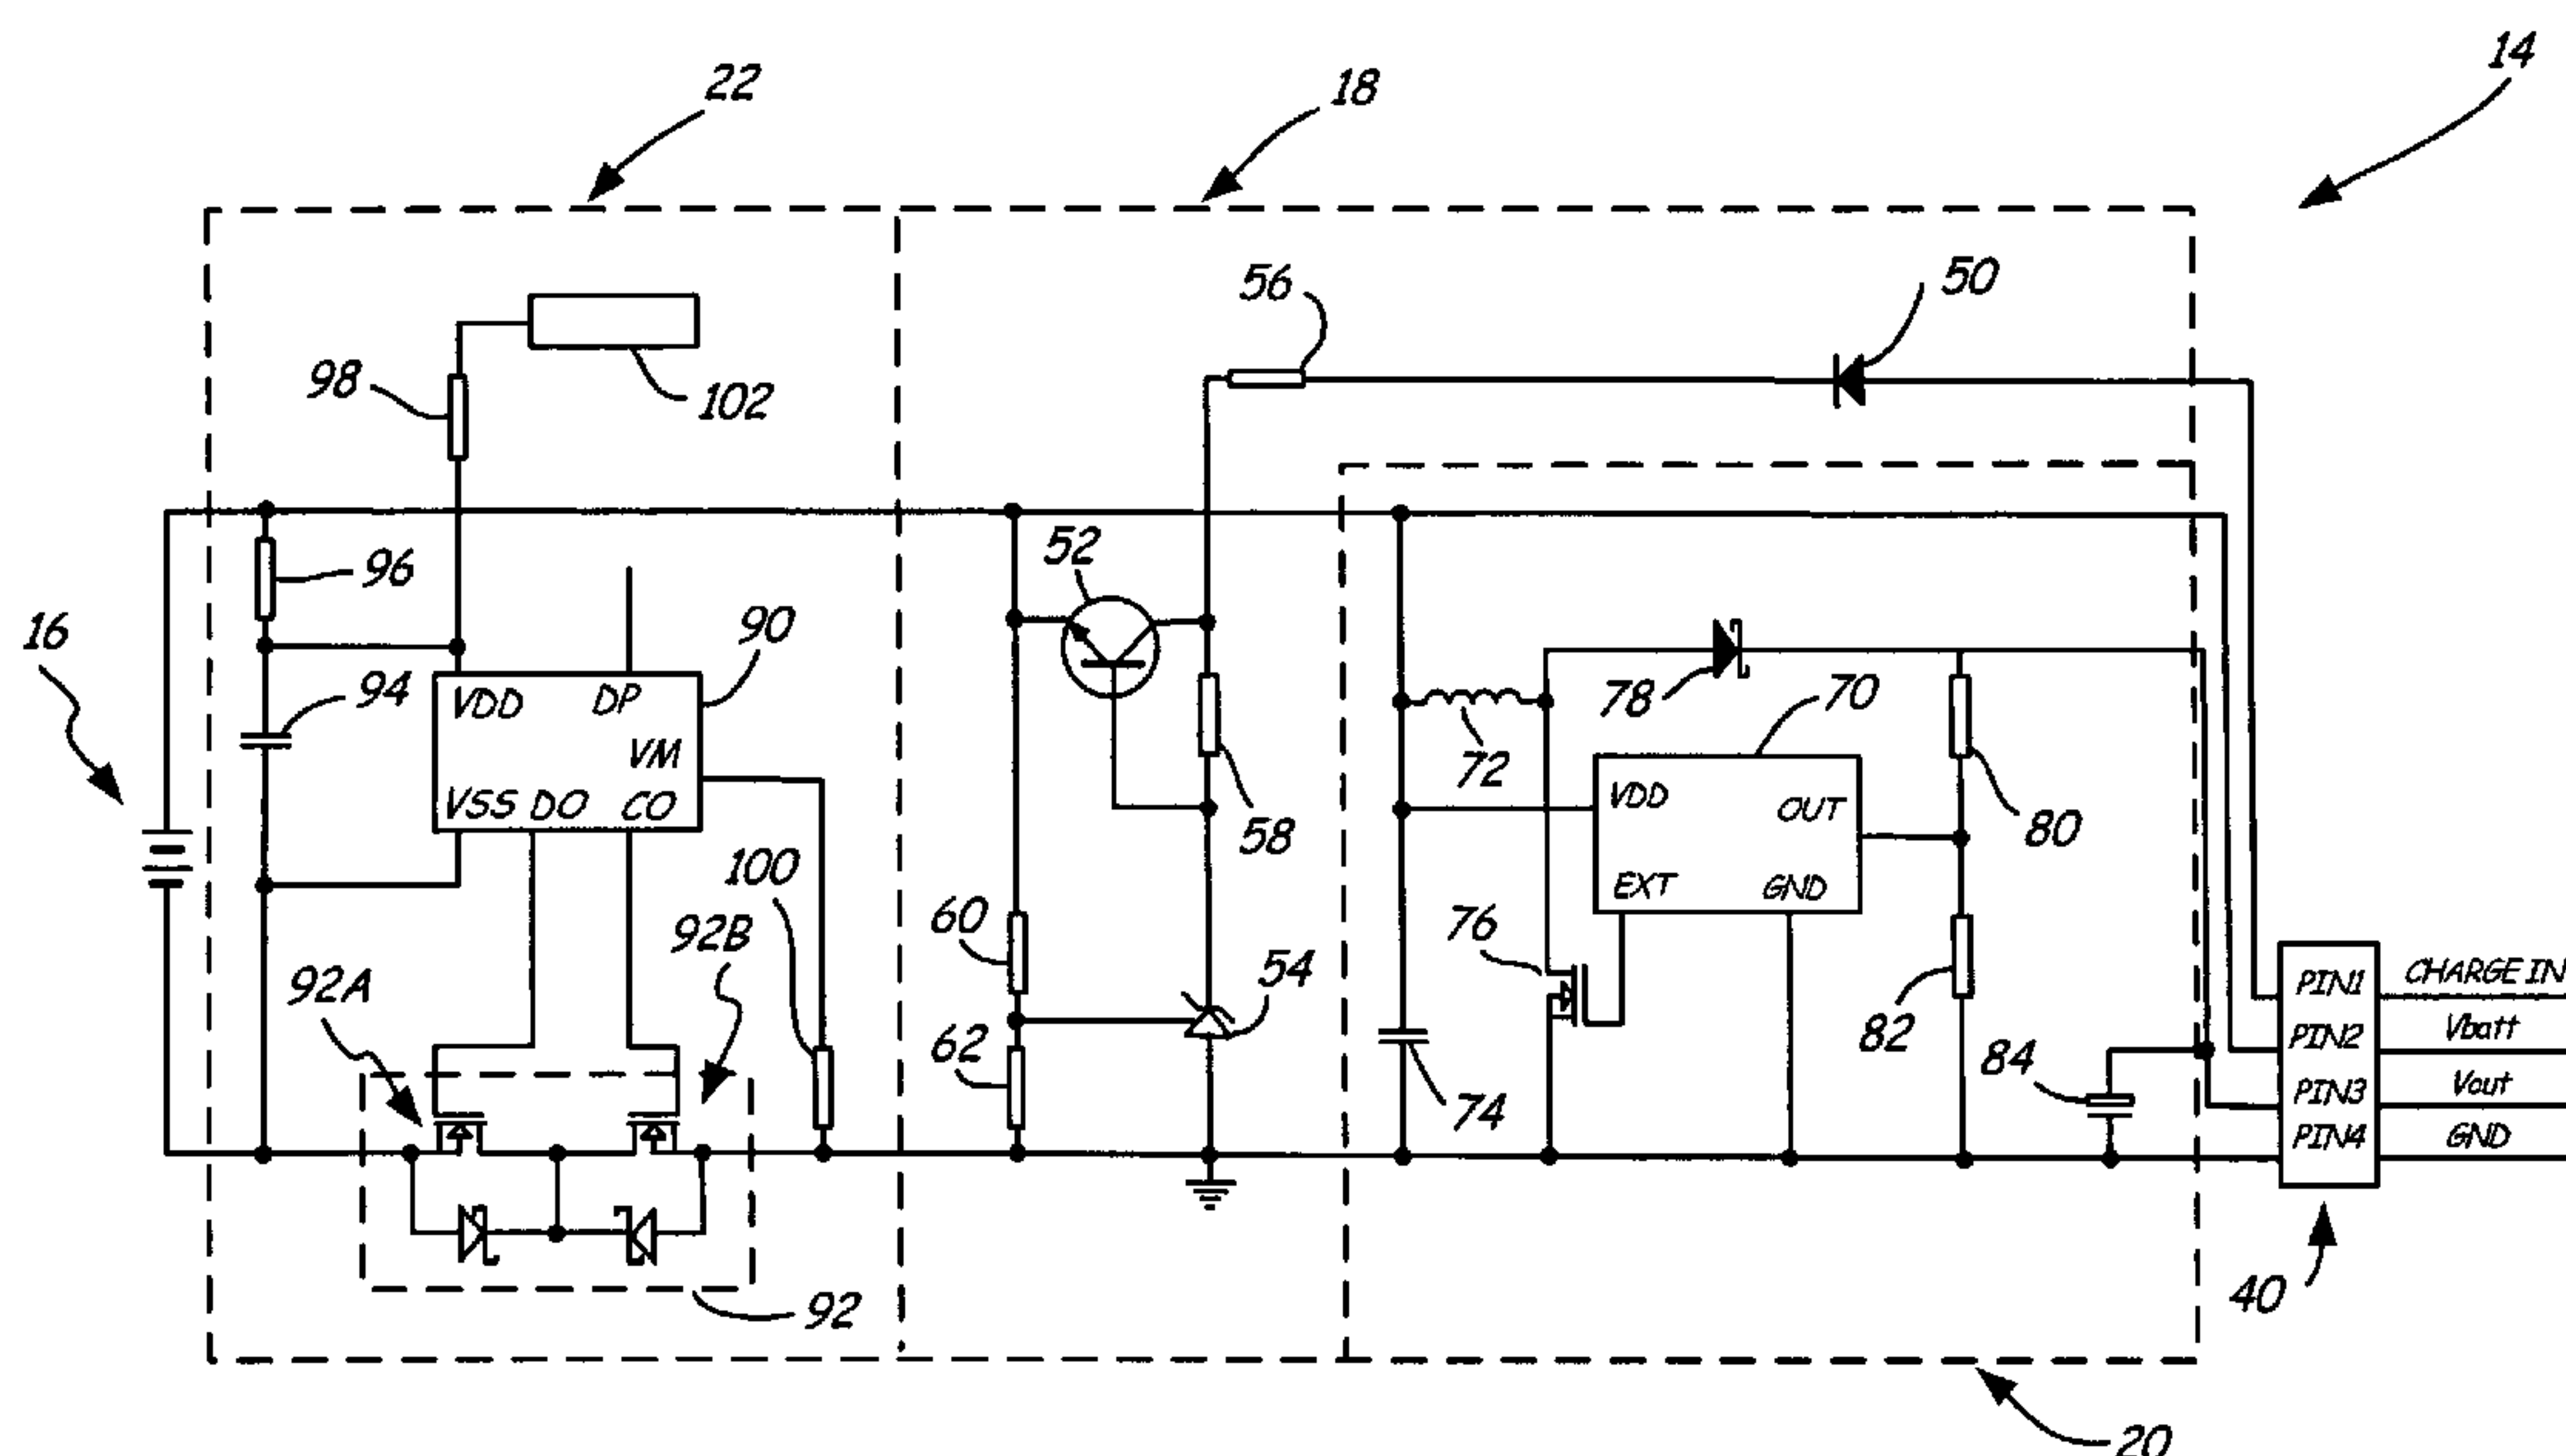 14
22
18
56
50
98
102
52
96
16
90
94
VDD DP
VM
VSS DO CO
78
70
72
VDD
OUT
EXT GND
80
58
100
60
92B
76
54
92A
62
82
84
74
PIN1 CHARGE IN
PIN2 Vbatt
PIN3 Vout
PIN4 GND
92
40
20